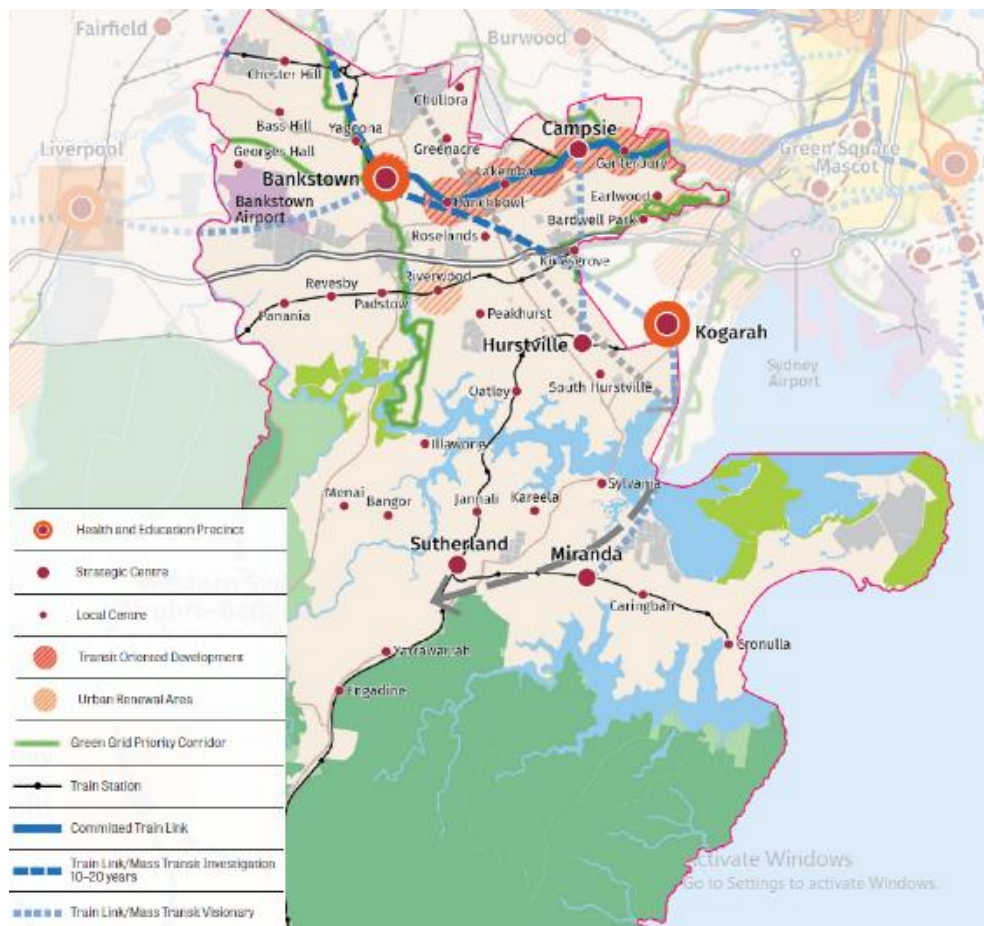 Fairfield
Burwood
Chester Hill
Chullora
Bass Hill
Yagoona
Campsie
Liverpool
Georges Hall
Greenacre
Canterbury
Green Square
Mascot
Bankstown
Lakemba
Earlwood
Bankstown
Airport
Punchbowl
Bardwell Park
Roselands
Kingsgrove
Riverwood
Revesby
Padstow
Panania
Peakhurst
Kogarah
Hurstville
Sydney
Airport
South Hurstville
Oatley
Illawong
Sylvania
Menai
Bangor
Jannali
Kareela
Sutherland
Miranda
Caringbah
Cronulla
Yarrawarrah
Engadine
Health and Education Precinct
Strategic Centre
Local Centre
Transit Oriented Development
Urban Renewal Area
Green Grid Priority Corridor
Train Station
Committed Train Link
Train Link/Mass Transit Investigation
10–20 years
Train Link/Mass Transit Visionary
Activate Windows
Go to Settings to activate Windows.